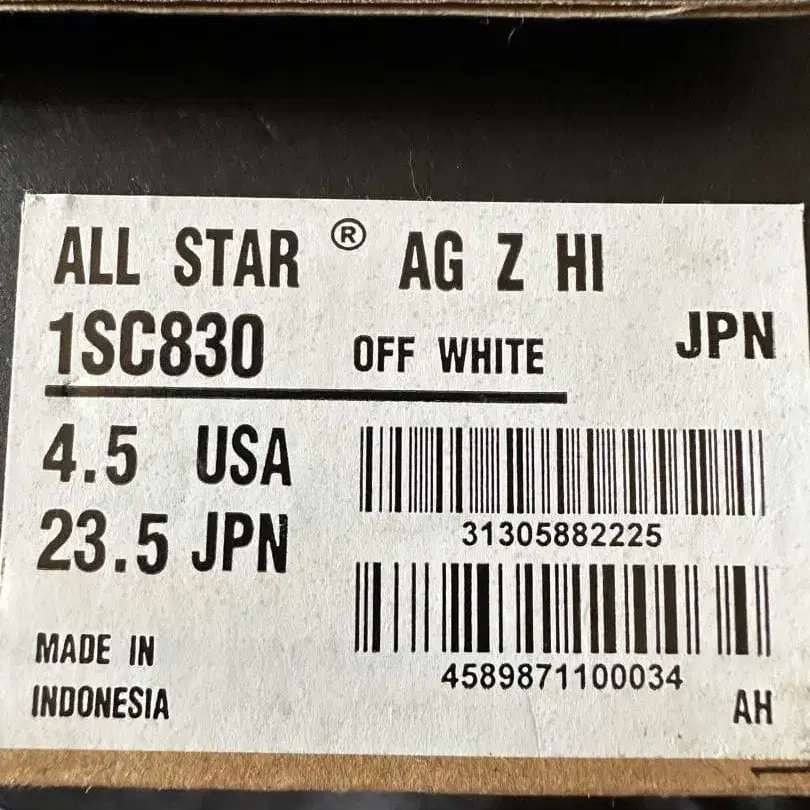 ALL STAR ® AG Z HI
1SC830 OFF WHITE JPN
4.5 USA
31305882225
23.5 JPN
4589871100034
MADE IN
INDONESIA
AH